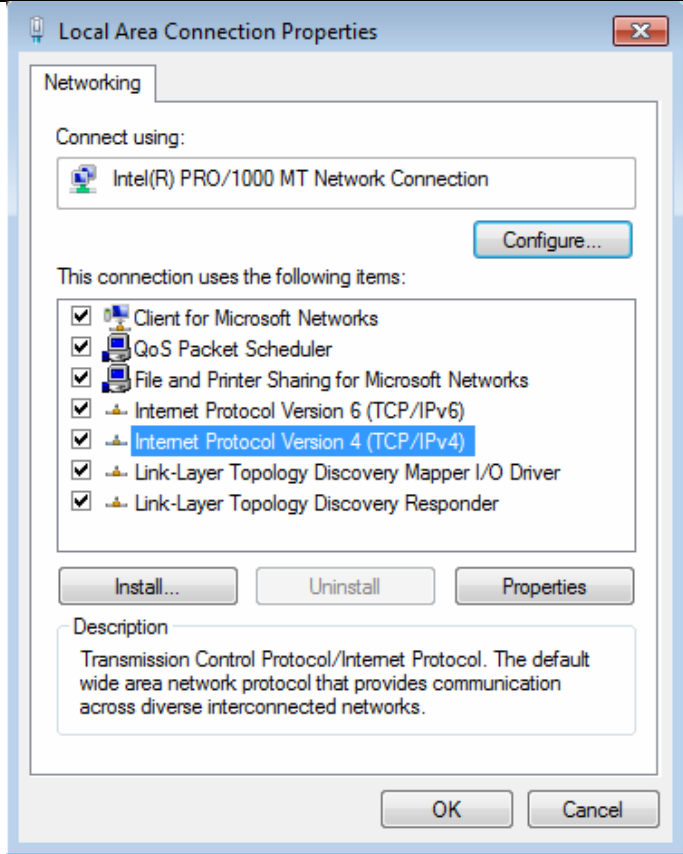 Local Area Connection Properties
Networking
Connect using:
Intel(R) PRO/1000 MT Network Connection
Configure...
This connection uses the following items:
Client for Microsoft Networks
QoS Packet Scheduler
File and Printer Sharing for Microsoft Networks
Internet Protocol Version 6 (TCP/IPv6)
Internet Protocol Version 4 (TCP/IPv4)
Link-Layer Topology Discovery Mapper I/O Driver
Link-Layer Topology Discovery Responder
Install... Uninstall Properties
Description
Transmission Control Protocol/Internet Protocol. The default
wide area network protocol that provides communication
across diverse interconnected networks.
OK Cancel